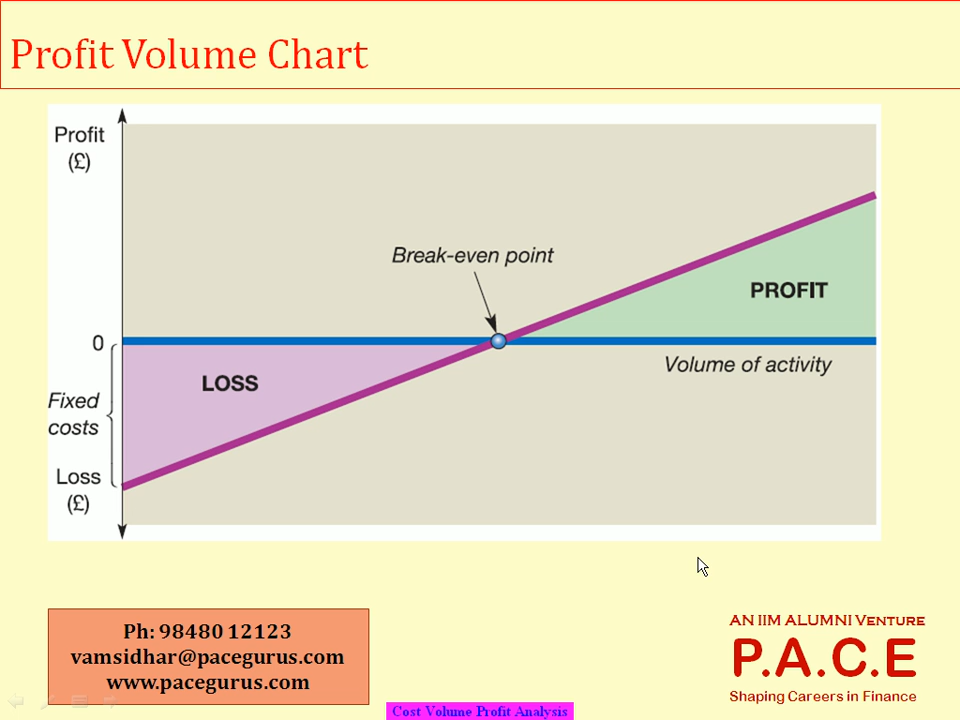 Profit Volume Chart
Profit
(£)
Break-even point
PROFIT
0
Volume of activity
LOSS
Fixed
costs
Loss
(£)
Ph: 98480 12123
vamsidhar@pacegurus.com
www.pacegurus.com
AN IIM ALUMNI VENTURE
P.A.C.E
Shaping Careers in Finance
Cost Volume Profit Analysis